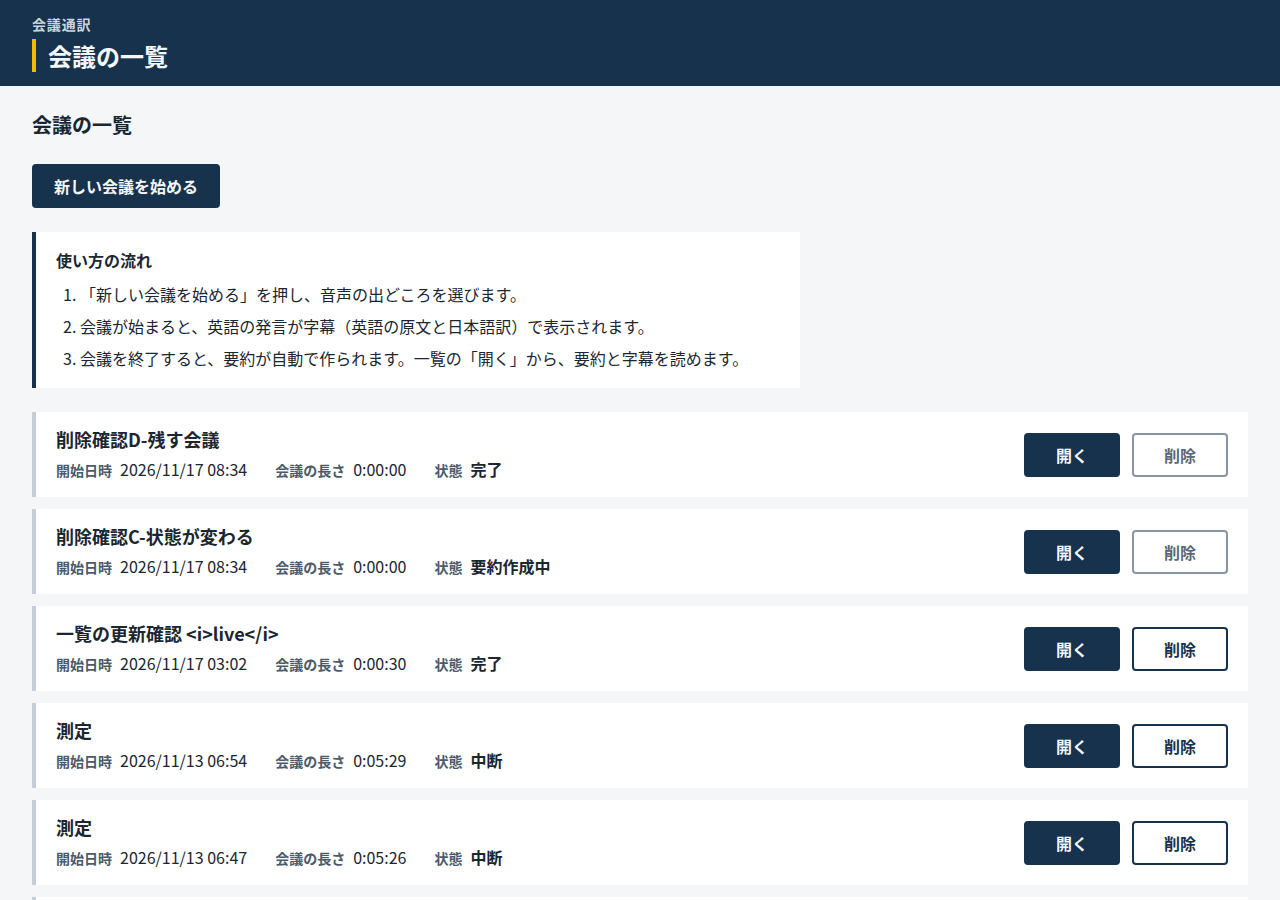 会議通訳
会議の一覧
会議の一覧
新しい会議を始める
使い方の流れ
1. 「新しい会議を始める」を押し、音声の出どころを選びます。
2. 会議が始まると、英語の発言が字幕（英語の原文と日本語訳）で表示されます。
3. 会議を終了すると、要約が自動で作られます。一覧の「開く」から、要約と字幕を読めます。
削除確認D-残す会議
開始日時 2026/11/17 08:34 会議の長さ 0:00:00 状態 完了
開く 削除
削除確認C-状態が変わる
開始日時 2026/11/17 08:34 会議の長さ 0:00:00 状態 要約作成中
開く 削除
一覧の更新確認 <i>live</i>
開始日時 2026/11/17 03:02 会議の長さ 0:00:30 状態 完了
開く 削除
測定
開始日時 2026/11/13 06:54 会議の長さ 0:05:29 状態 中断
開く 削除
測定
開始日時 2026/11/13 06:47 会議の長さ 0:05:26 状態 中断
開く 削除